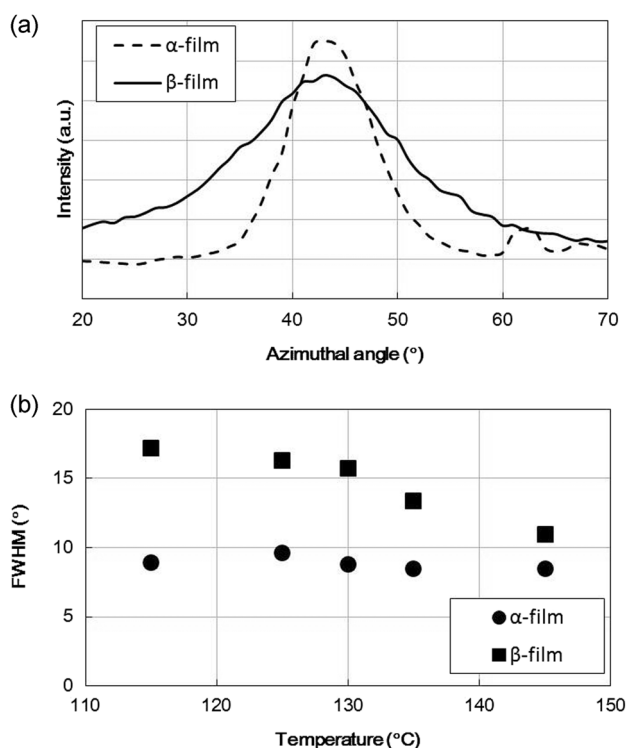 (a)
α-film
β-film
Intensity (a.u.)
20 30 40 50 60 70
Azimuthal angle (°)
(b)
20
15
10
5
0
FWHM (°)
α-film
β-film
110 120 130 140 150
Temperature (°C)